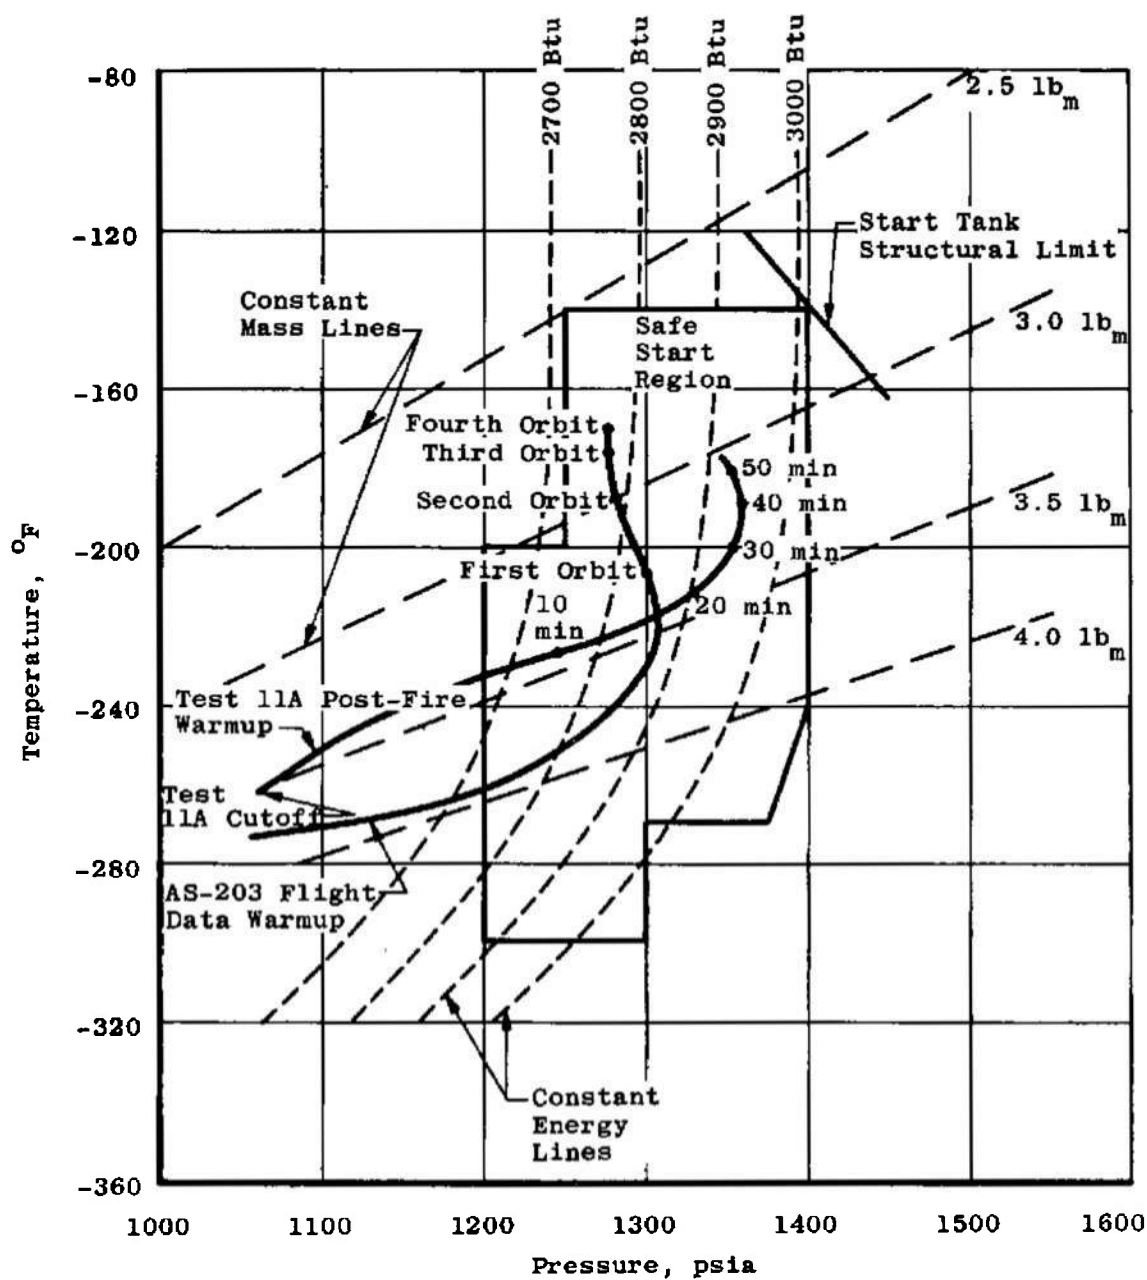 2700 Btu
2800 Btu
2900 Btu
3000 Btu
-80
-120
-160
-200
-240
-280
-320
-360
Temperature, °F
2.5 lbm
Start Tank
Structural Limit
Constant
Mass Lines
3.0 lbm
Safe
Start
Region
Fourth Orbit
Third Orbit
50 min
Second Orbit
40 min
3.5 lbm
30 min
First Orbit
10
min
20 min
4.0 lbm
Test 11A Post-Fire
Warmup
Test
11A Cutoff
AS-203 Flight
Data Warmup
Constant
Energy
Lines
1000
1100
1200
1300
1400
1500
1600
Pressure, psia